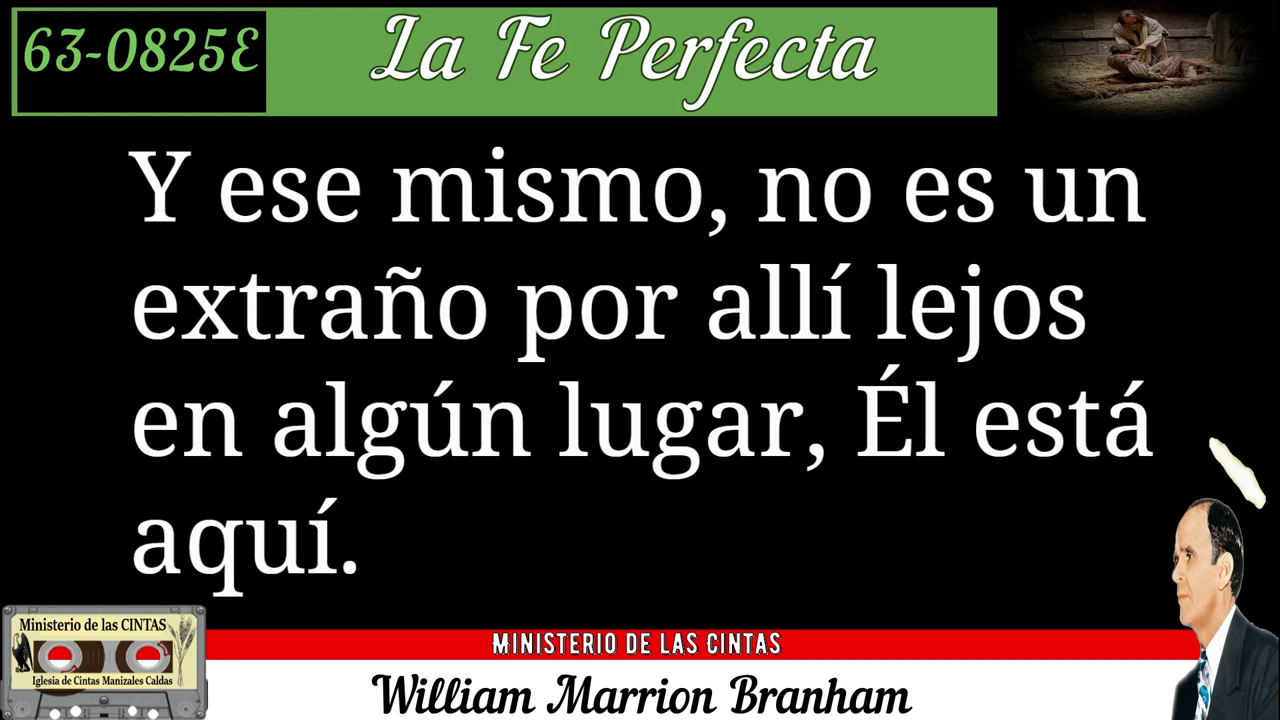 63-0825E
La Fe Perfecta
Y ese mismo, no es un
extraño por allí lejos
en algún lugar, Él está
aquí.
Ministerio de las CINTAS
Iglesia de Cintas Manizales Caldas
MINISTERIO DE LAS CINTAS
William Marrion Branham